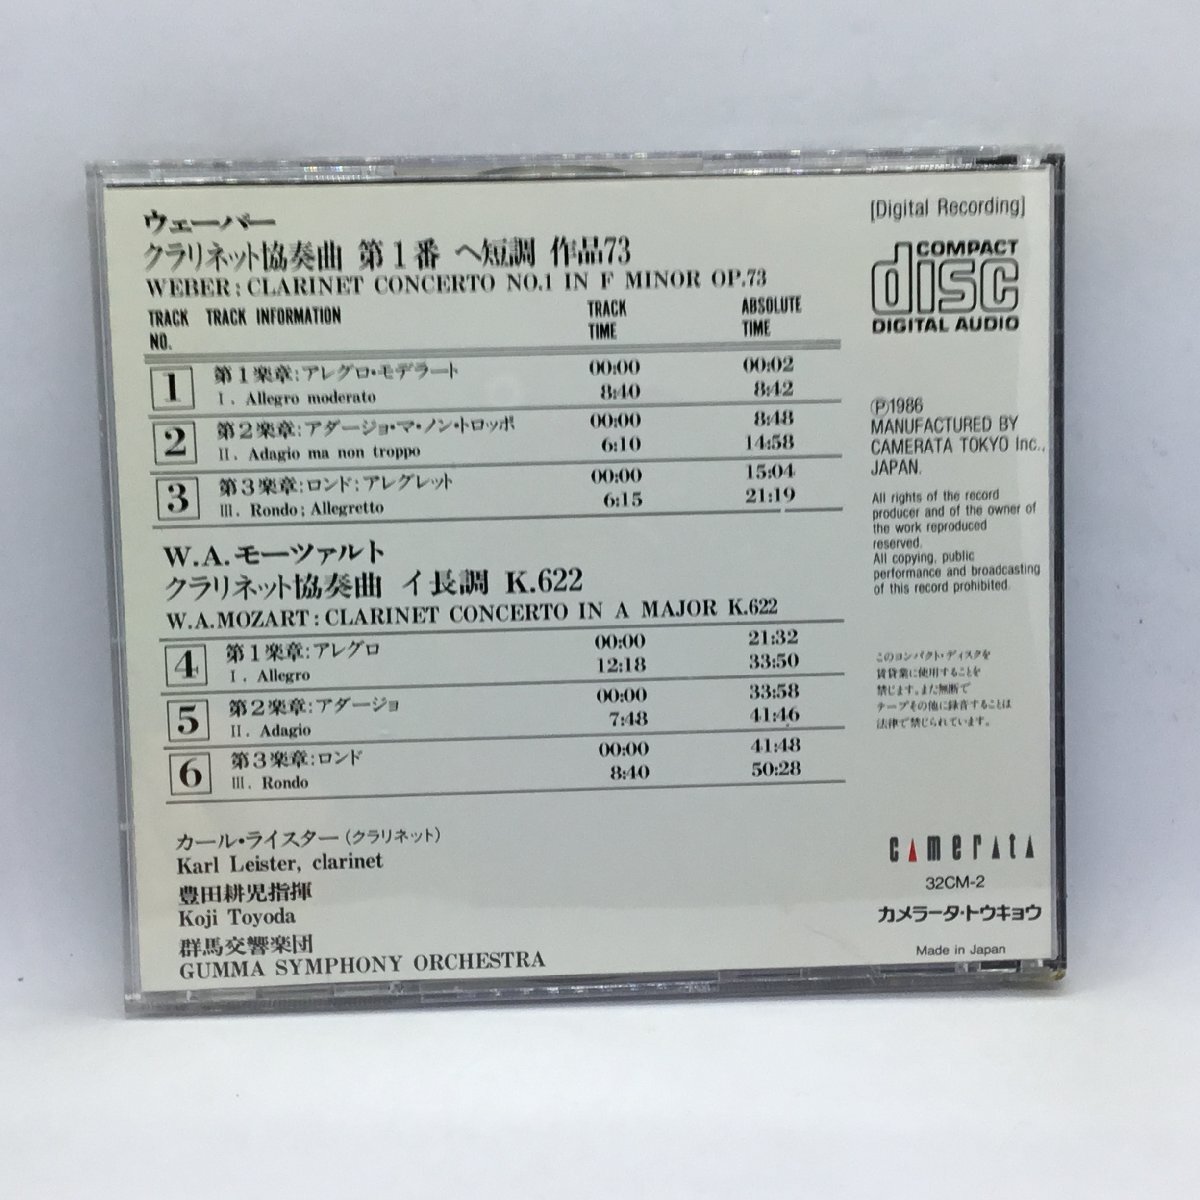 ウェーバー
クラリネット協奏曲 第1番 ヘ短調 作品73
WEBER: CLARINET CONCERTO NO.1 IN F MINOR OP.73
TRACK NO. TRACK INFORMATION TRACK TIME ABSOLUTE TIME
1 第1楽章:アレグロ・モデラート 00:00 00:02
I. Allegro moderato 8:40 8:42
2 第2楽章:アダージョ・マ・ノン・トロッポ 00:00 8:48
II. Adagio ma non troppo 6:10 14:58
3 第3楽章:ロンド:アレグレット 00:00 15:04
III. Rondo; Allegretto 6:15 21:19
W.A.モーツァルト
クラリネット協奏曲 イ長調 K.622
W.A.MOZART: CLARINET CONCERTO IN A MAJOR K.622
4 第1楽章:アレグロ 00:00 21:32
I. Allegro 12:18 33:50
5 第2楽章:アダージョ 00:00 33:58
II. Adagio 7:48 41:46
6 第3楽章:ロンド 00:00 41:48
III. Rondo 8:40 50:28
カール・ライスター(クラリネット)
Karl Leister, clarinet
豊田耕児指揮
Koji Toyoda
群馬交響楽団
GUMMA SYMPHONY ORCHESTRA
[Digital Recording]
COMPACT
disc
DIGITAL AUDIO
Ⓟ1986
MANUFACTURED BY
CAMERATA TOKYO Inc.,
JAPAN.
All rights of the record
producer and of the owner of
the work reproduced
reserved.
All copying, public
performance and broadcasting
of this record prohibited.
このコンパクト・ディスクを
賃貸業に使用することを
禁じます。また無断で
テープその他に録音することは
法律で禁じられています。
camerata
32CM-2
カメラータ・トウキョウ
Made in Japan